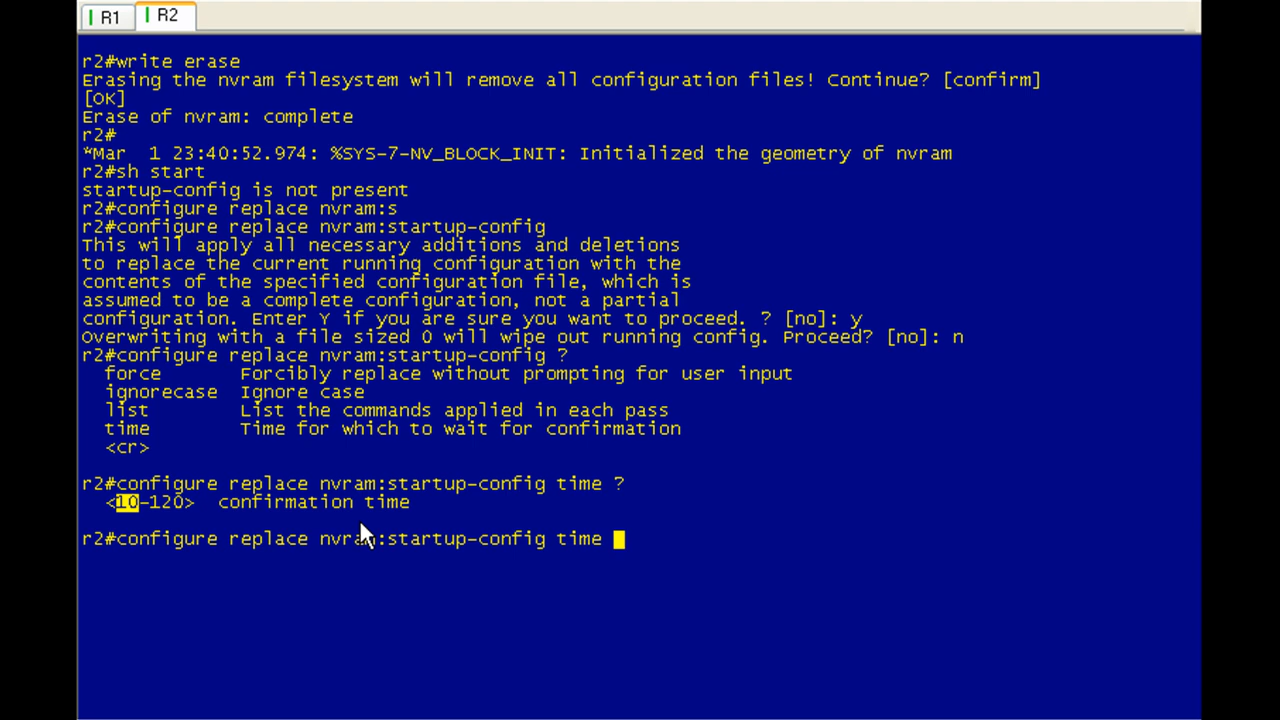 R1
R2
r2#write erase
Erasing the nvram filesystem will remove all configuration files! Continue? [confirm]
[OK]
Erase of nvram: complete
r2#
*Mar  1 23:40:52.974: %SYS-7-NV_BLOCK_INIT: Initialized the geometry of nvram
r2#sh start
startup-config is not present
r2#configure replace nvram:s
r2#configure replace nvram:startup-config
This will apply all necessary additions and deletions
to replace the current running configuration with the
contents of the specified configuration file, which is
assumed to be a complete configuration, not a partial
configuration. Enter Y if you are sure you want to proceed. ? [no]: y
Overwriting with a file sized 0 will wipe out running config. Proceed? [no]: n
r2#configure replace nvram:startup-config ?
  force       Forcibly replace without prompting for user input
  ignorecase  Ignore case
  list        List the commands applied in each pass
  time        Time for which to wait for confirmation
  <cr>
r2#configure replace nvram:startup-config time ?
  <10-120>  confirmation time
r2#configure replace nvram:startup-config time